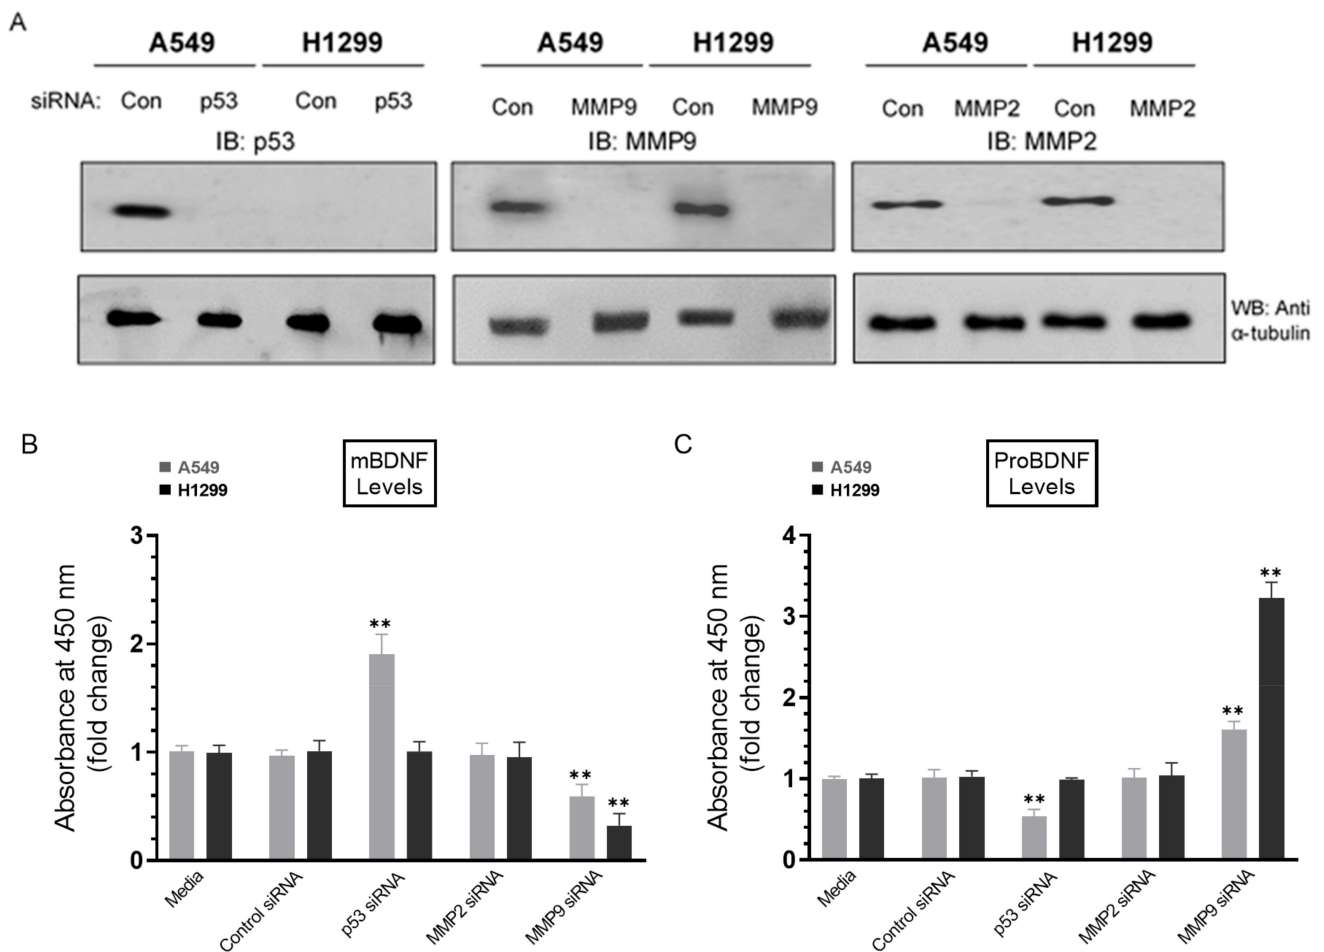 A
A549 H1299 A549 H1299 A549 H1299
siRNA: Con p53 Con p53 Con MMP9 Con MMP9 Con MMP2 Con MMP2
IB: p53 IB: MMP9 IB: MMP2
WB: Anti
α-tubulin
B
A549
H1299
mBDNF
Levels
Absorbance at 450 nm
(fold change)
3
2
1
0
**
**
**
Media
Control siRNA
p53 siRNA
MMP2 siRNA
MMP9 siRNA
C
A549
H1299
ProBDNF
Levels
Absorbance at 450 nm
(fold change)
4
3
2
1
0
**
**
**
Media
Control siRNA
p53 siRNA
MMP2 siRNA
MMP9 siRNA